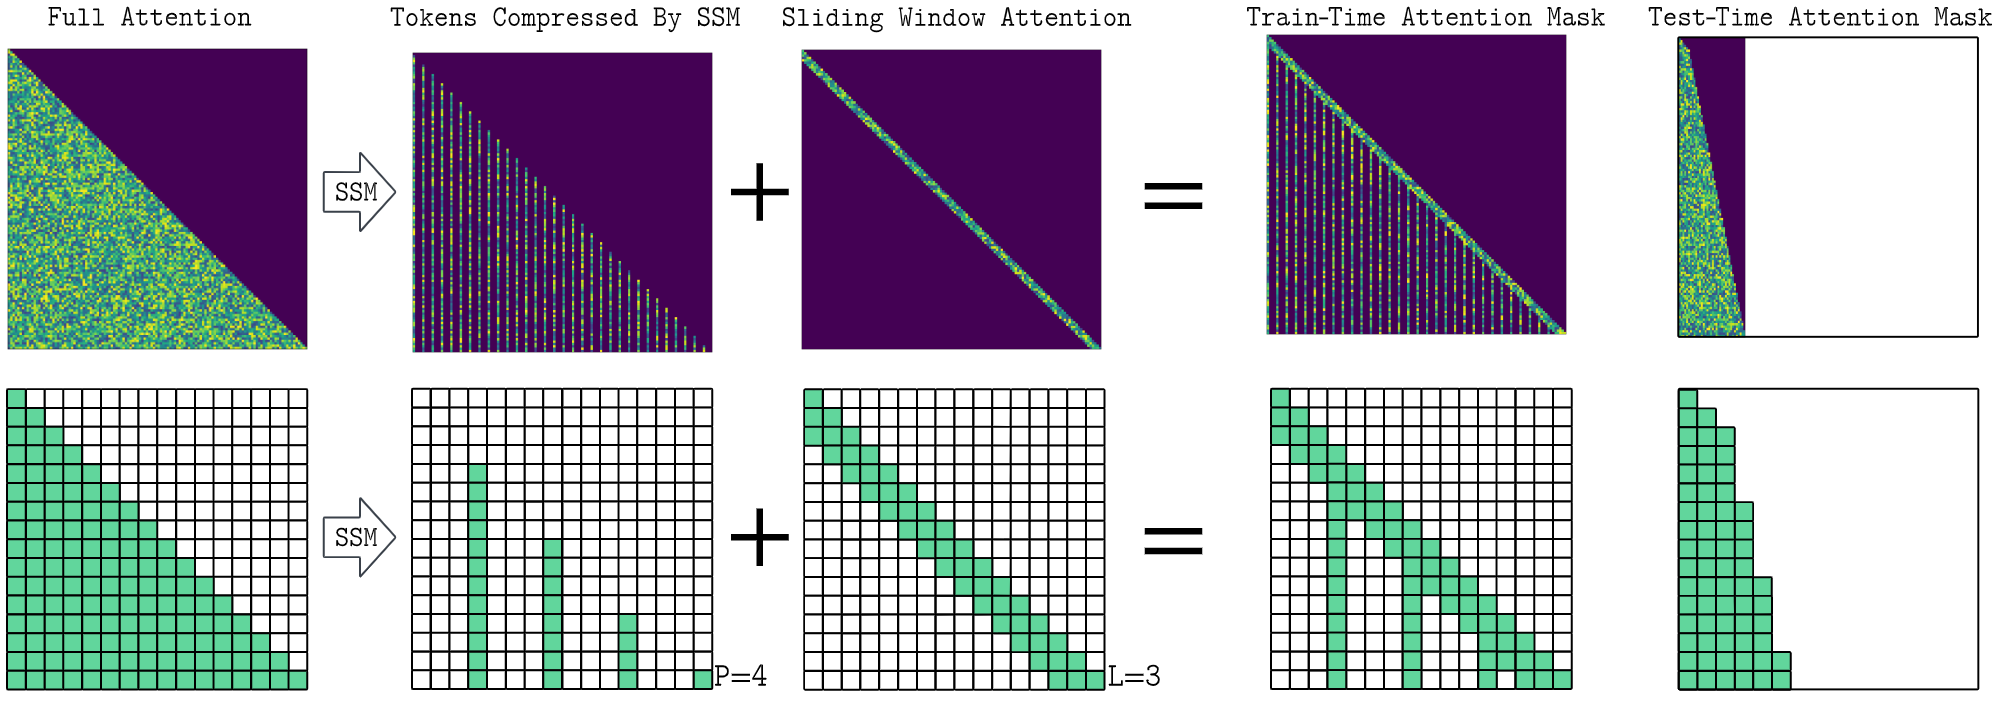 Full Attention
Tokens Compressed By SSM
Sliding Window Attention
Train-Time Attention Mask
Test-Time Attention Mask
SSM
SSM
P=4
L=3